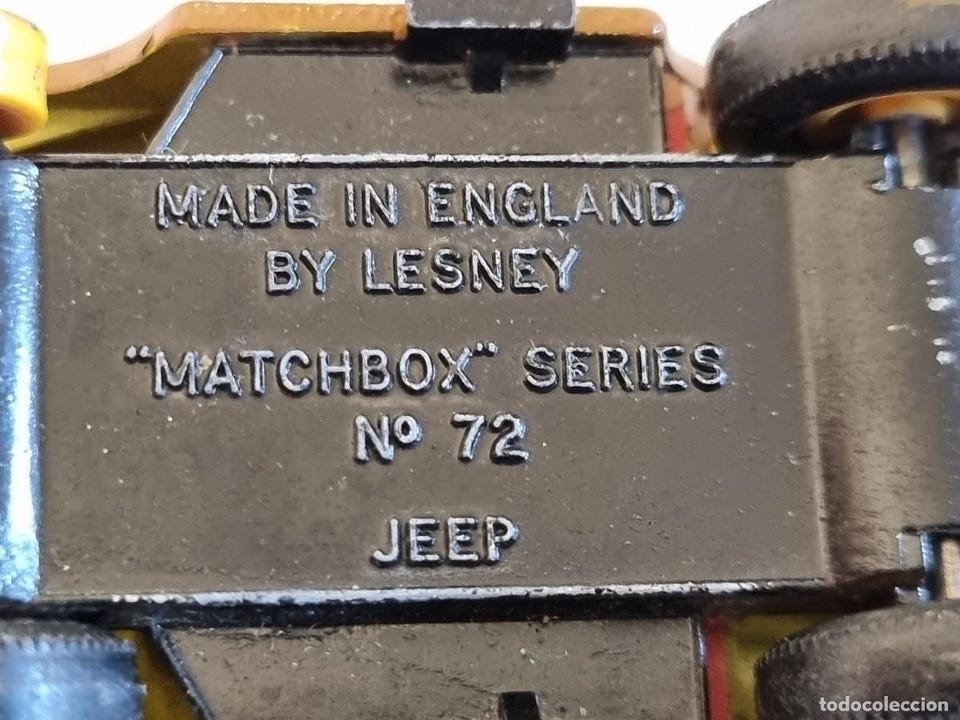 MADE IN ENGLAND
BY LESNEY
"MATCHBOX" SERIES
Nº 72
JEEP
todocoleccion